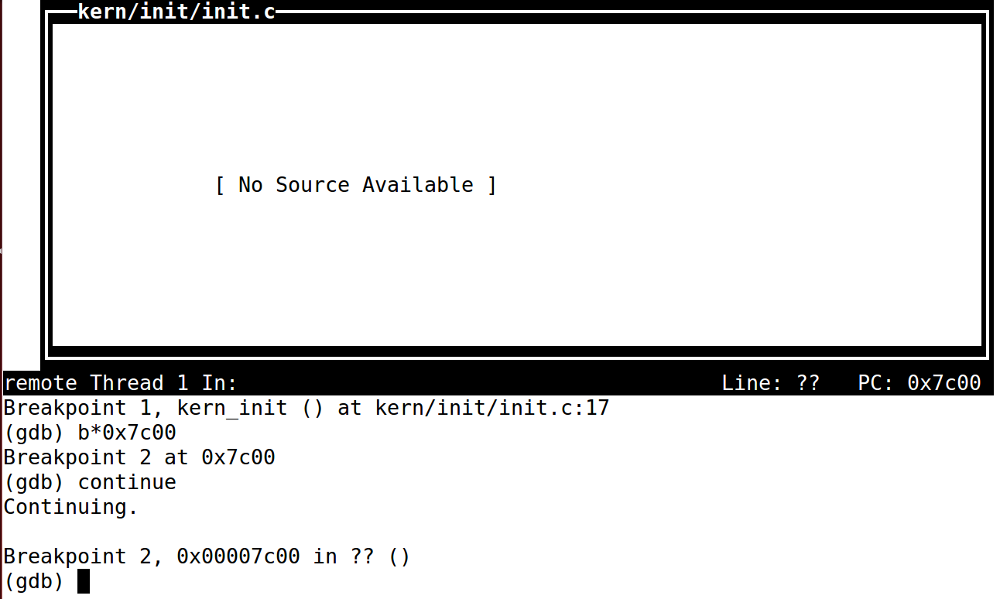 kern/init/init.c
[ No Source Available ]
remote Thread 1 In: Line: ?? PC: 0x7c00
Breakpoint 1, kern_init () at kern/init/init.c:17
(gdb) b*0x7c00
Breakpoint 2 at 0x7c00
(gdb) continue
Continuing.
Breakpoint 2, 0x00007c00 in ?? ()
(gdb)